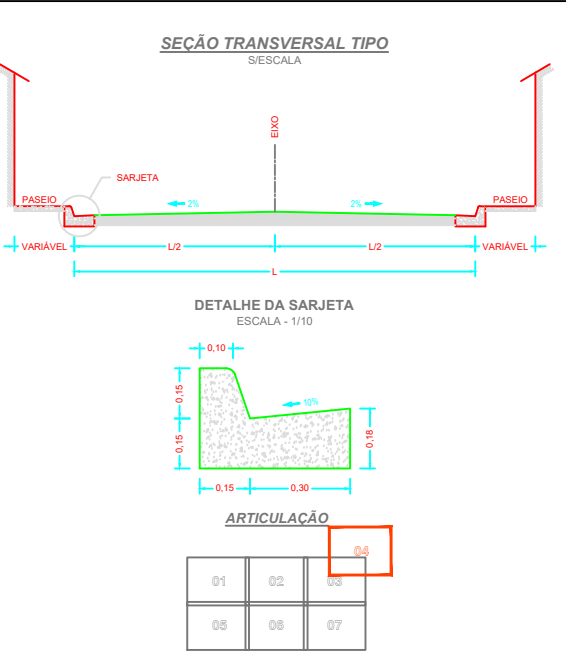 SEÇÃO TRANSVERSAL TIPO
S/ESCALA
EIXO
SARJETA
PASEIO
2%
2%
PASEIO
VARIÁVEL
L/2
L/2
VARIÁVEL
L
DETALHE DA SARJETA
ESCALA - 1/10
0,10
0,15
10%
0,15
0,18
0,15
0,30
ARTICULAÇÃO
04
01
02
03
05
06
07